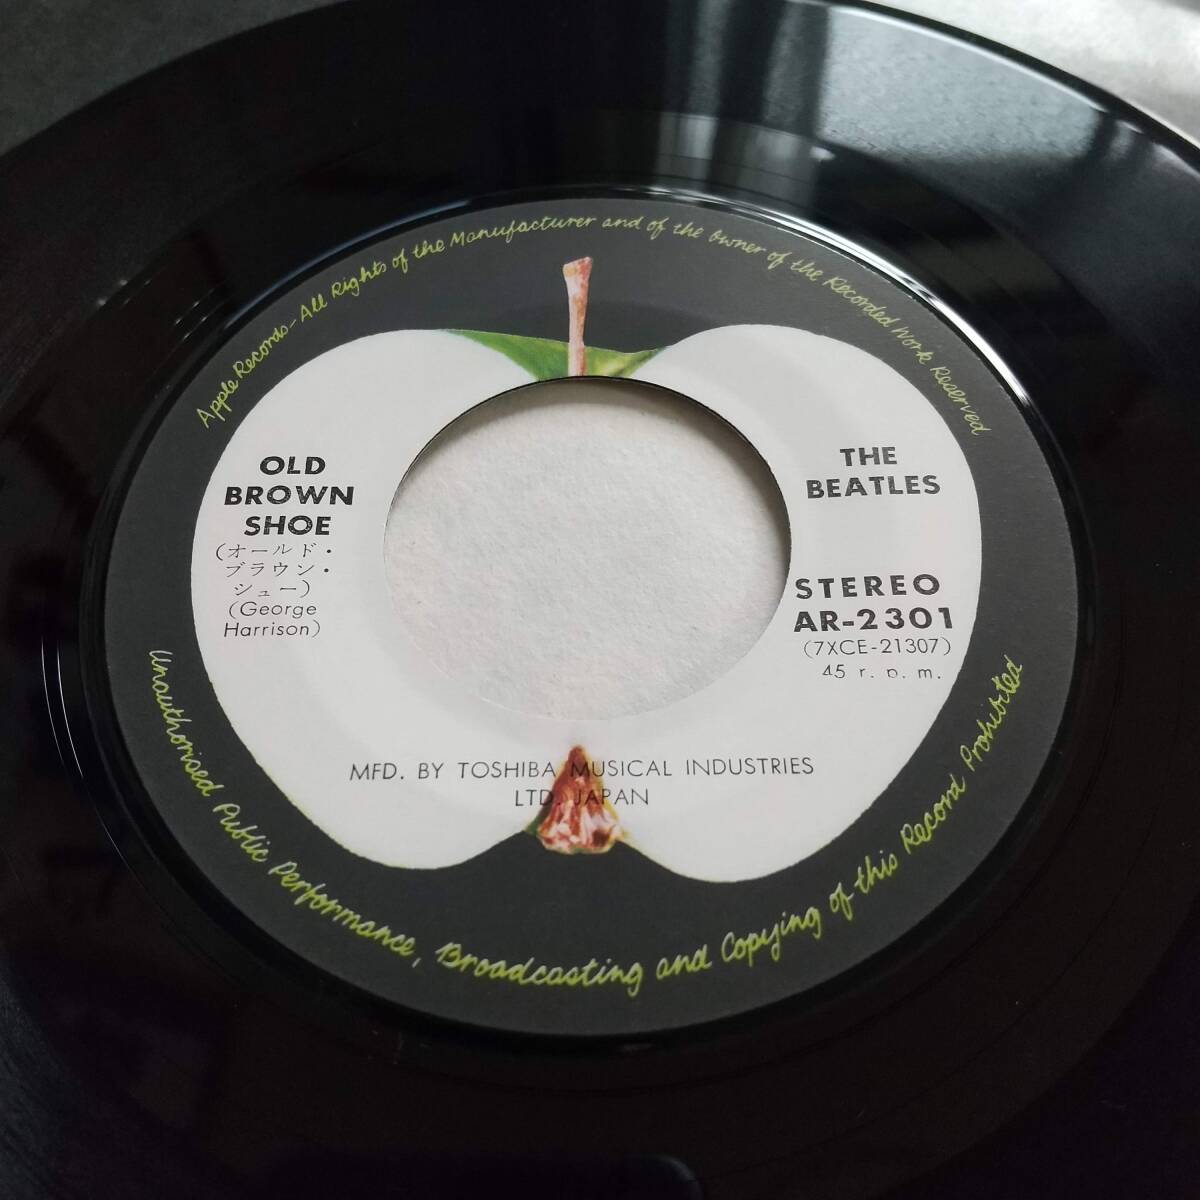 Apple Records-All Rights of the Manufacturer and of the Owner of the Recorded Work Reserved
OLD
BROWN
SHOE
(オールド・
ブラウン・
シュー)
(George
Harrison)
THE
BEATLES
STEREO
AR-2301
(7XCE-21307)
45 r. p. m.
MFD. BY TOSHIBA MUSICAL INDUSTRIES
LTD. JAPAN
Unauthorised Public Performance, Broadcasting and Copying of this Record Prohibited